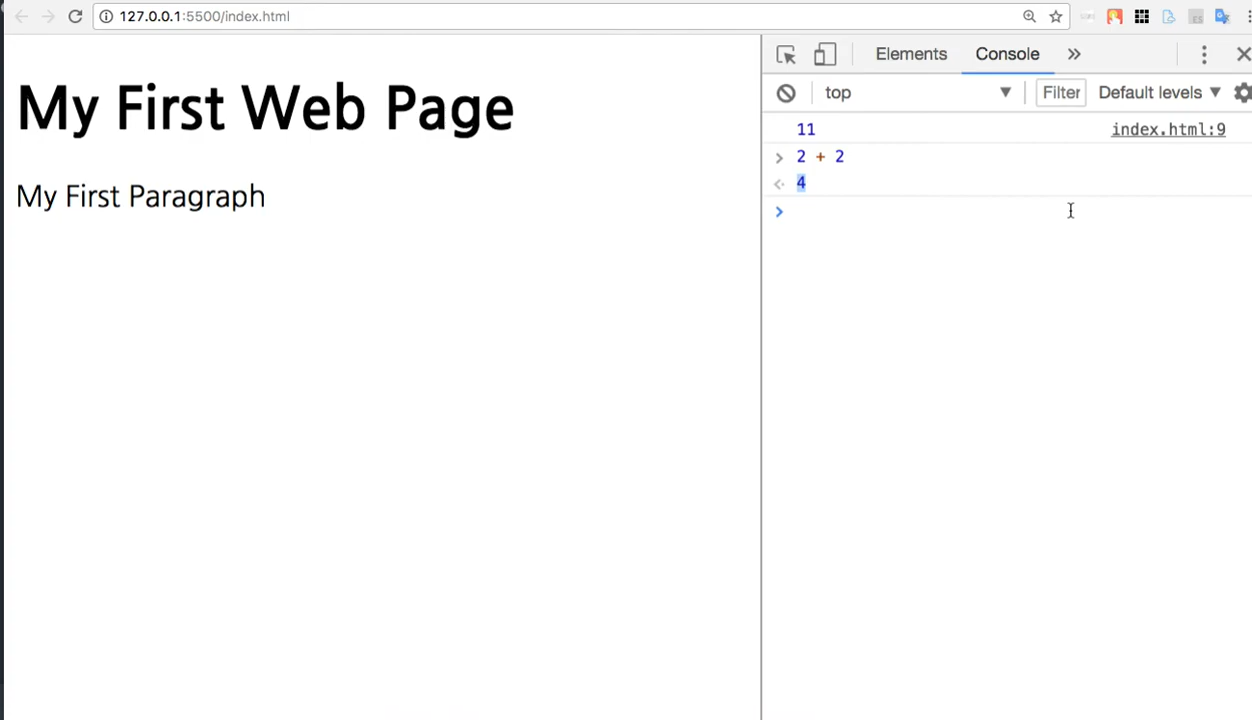 127.0.0.1:5500/index.html
My First Web Page
My First Paragraph
Elements
Console
top
Filter
Default levels
11
index.html:9
2 + 2
4